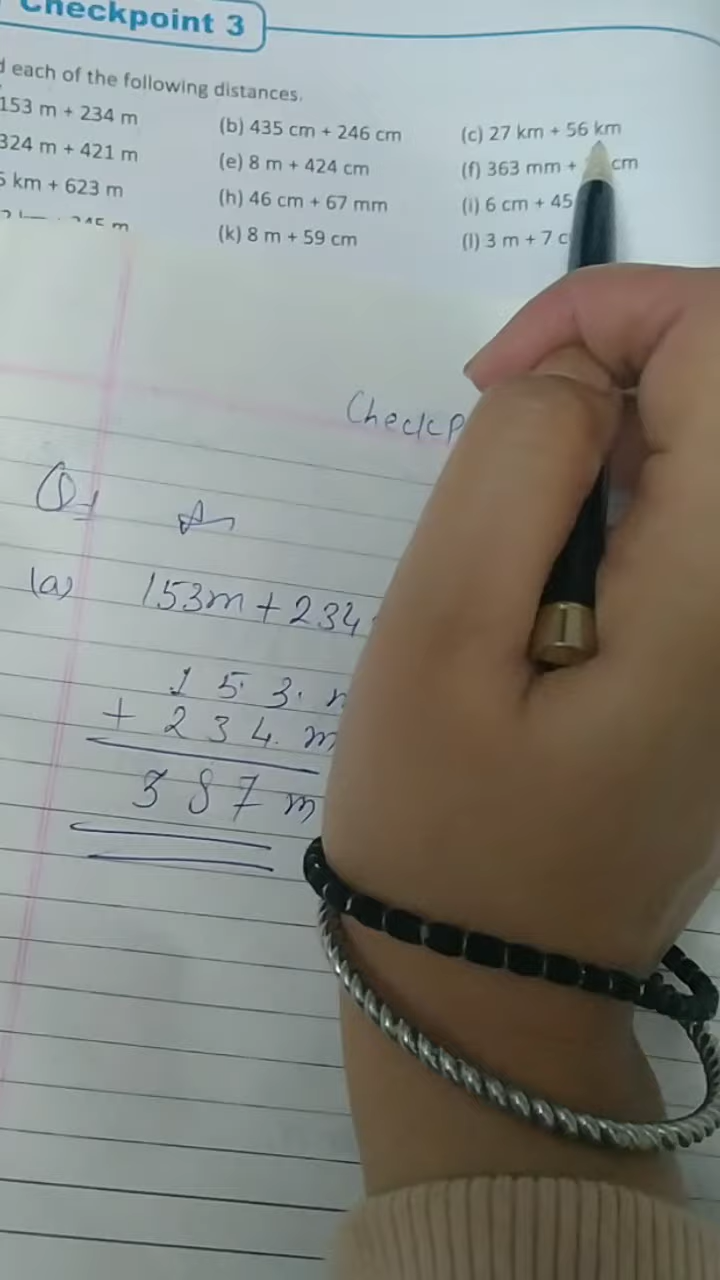 Checkpoint 3
each of the following distances.
153 m + 234 m (b) 435 cm + 246 cm (c) 27 km + 56 km
324 m + 421 m (e) 8 m + 424 cm (f) 363 mm + cm
5 km + 623 m (h) 46 cm + 67 mm (i) 6 cm + 45
(k) 8 m + 59 cm (l) 3 m + 7 c
CheckP
Q1
(a) 153m + 234
1 5 3 m
+ 2 3 4 m
3 8 7 m